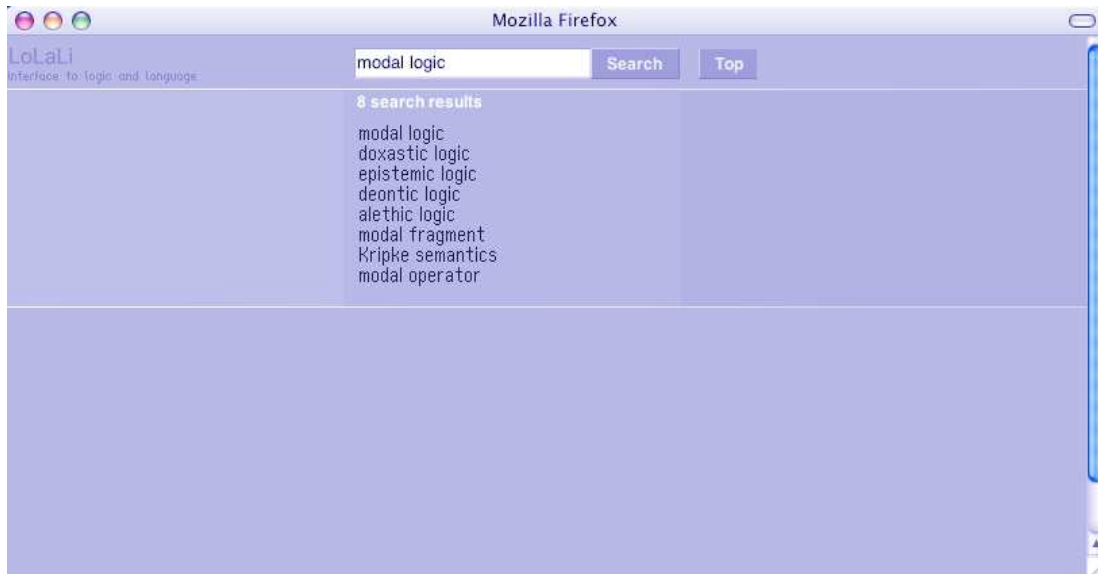 Mozilla Firefox
LoLaLi
interface to logic and language
modal logic
Search
Top
8 search results
modal logic
doxastic logic
epistemic logic
deontic logic
alethic logic
modal fragment
Kripke semantics
modal operator